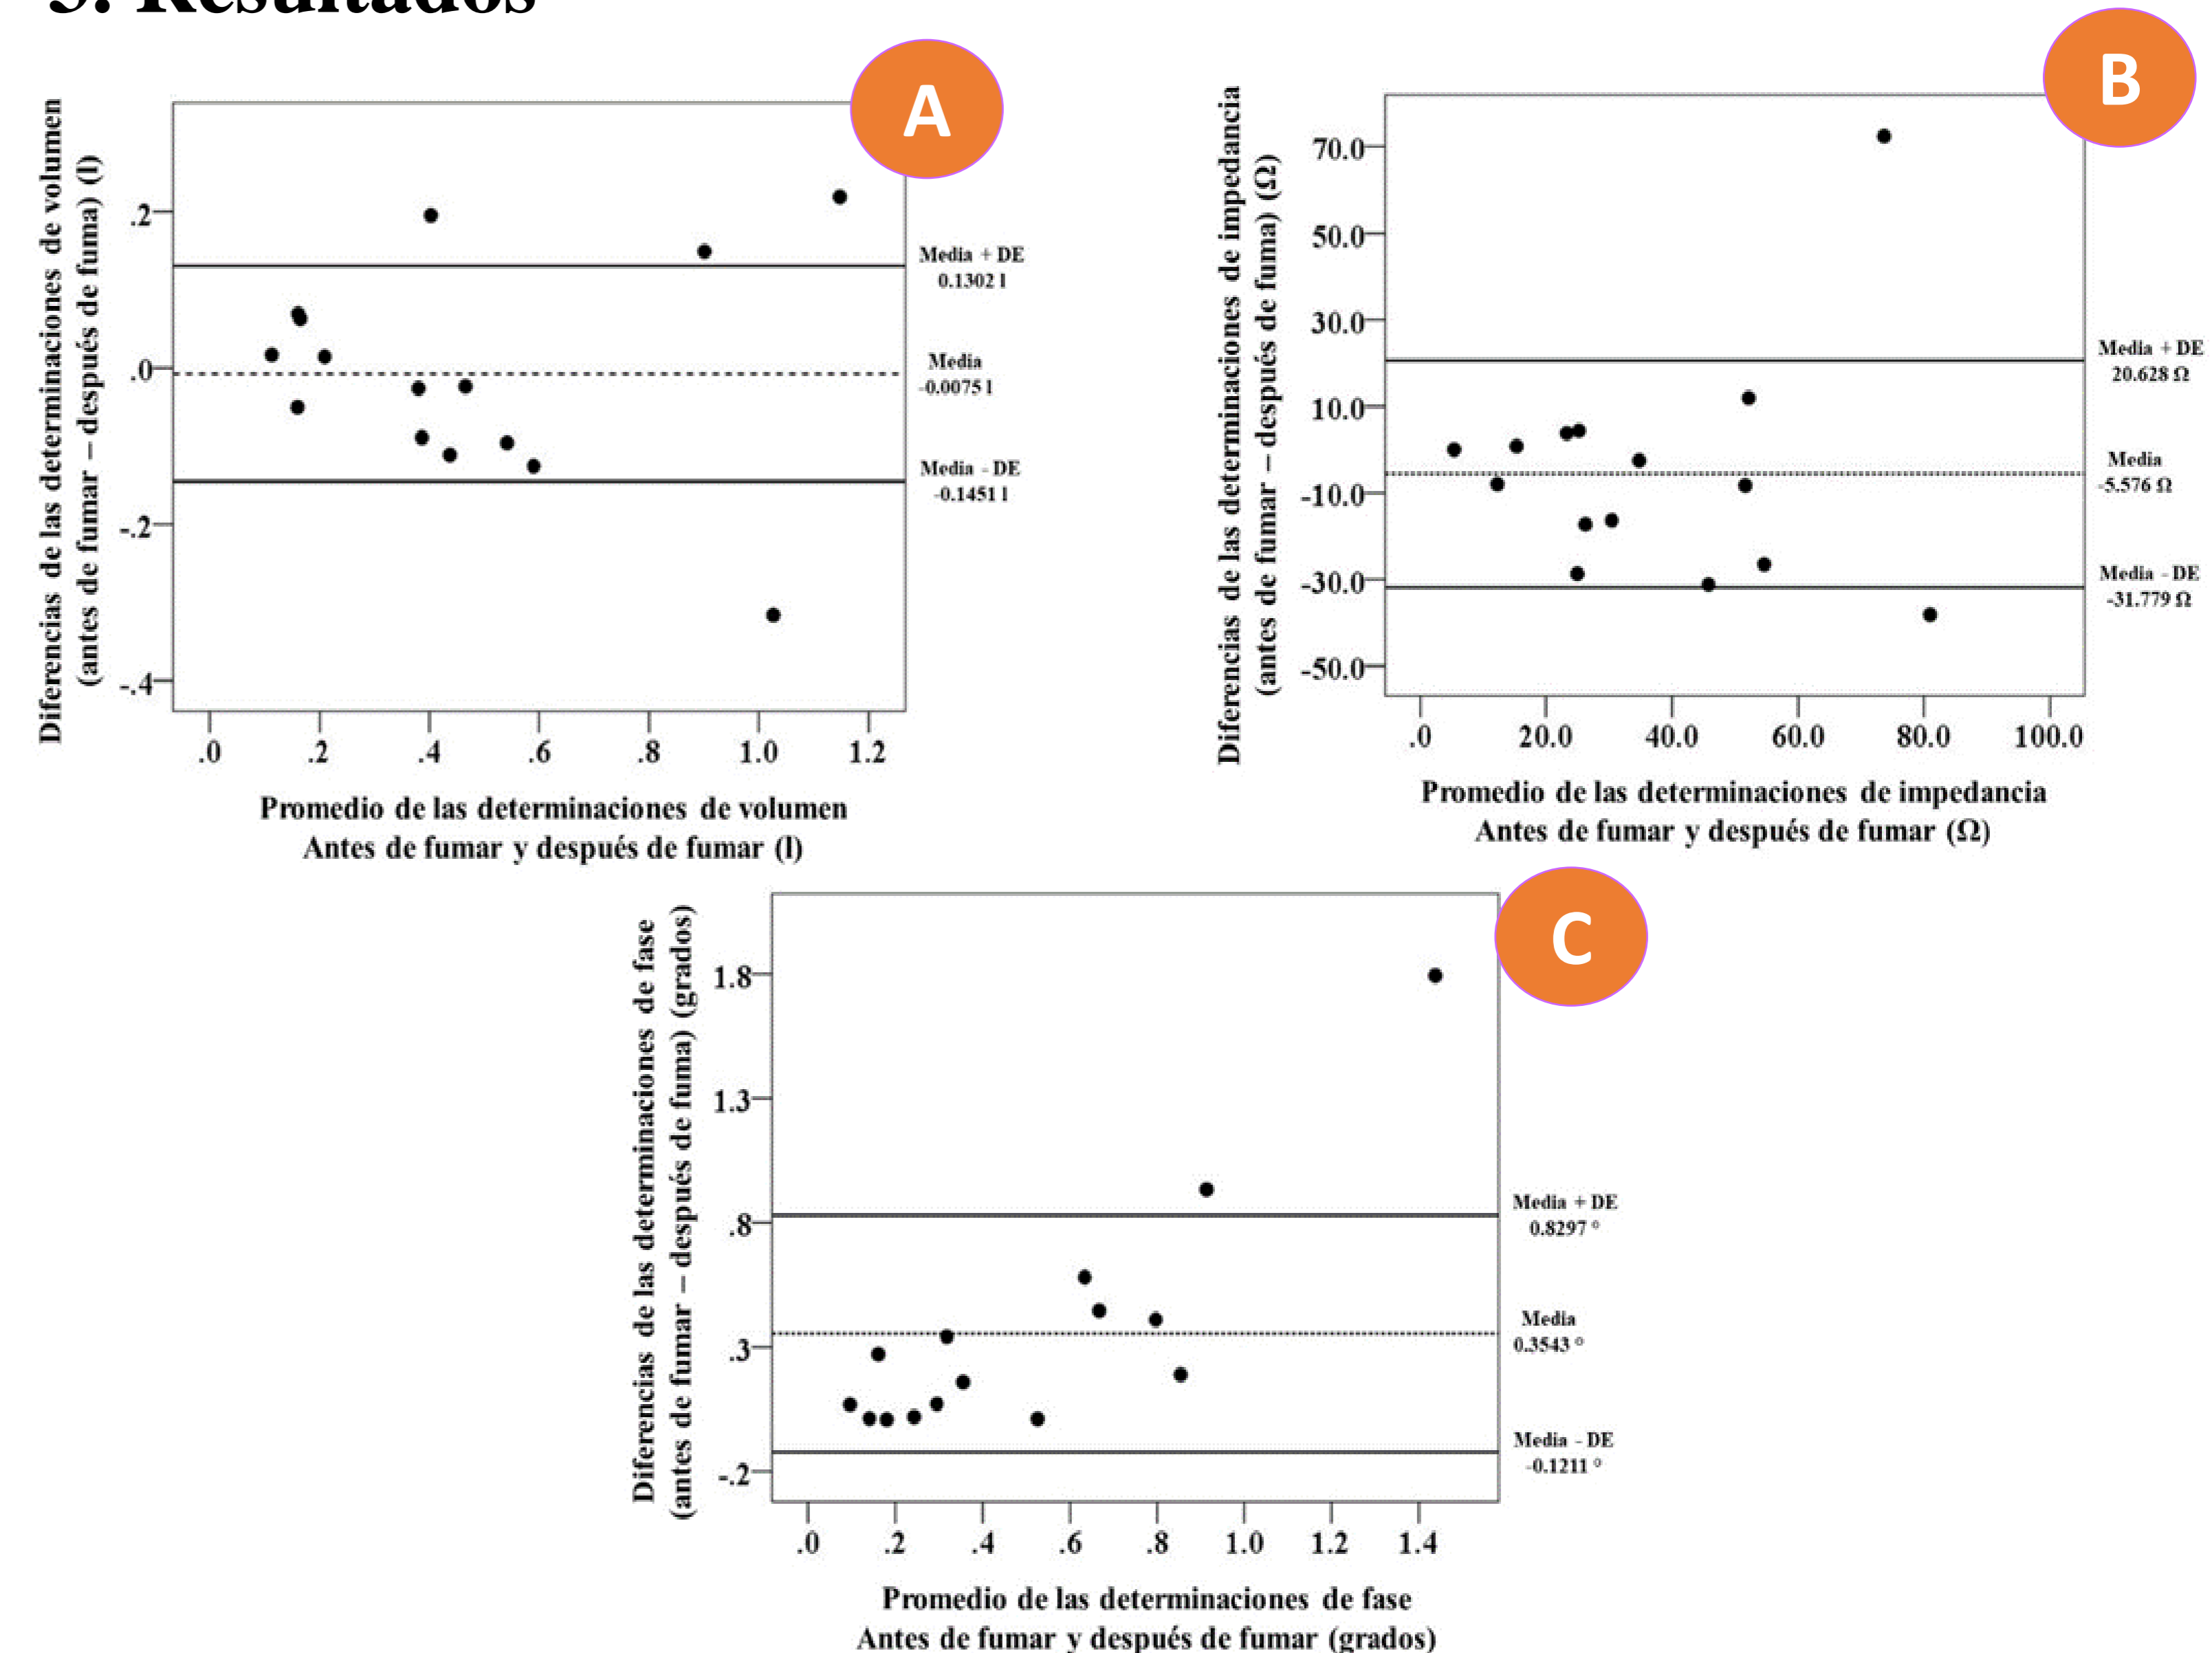 3. Resultados
A
Diferencias de las determinaciones de volumen
(antes de fumar – después de fuma) (l)
.2
.0
-.2
-.4
Media + DE
0.1302 l
Media
-0.0075 l
Media - DE
-0.1451 l
.0 .2 .4 .6 .8 1.0 1.2
Promedio de las determinaciones de volumen
Antes de fumar y después de fumar (l)
B
Diferencias de las determinaciones de impedancia
(antes de fumar – después de fuma) (Ω)
70.0
50.0
30.0
10.0
-10.0
-30.0
-50.0
Media + DE
20.628 Ω
Media
-5.576 Ω
Media - DE
-31.779 Ω
.0 20.0 40.0 60.0 80.0 100.0
Promedio de las determinaciones de impedancia
Antes de fumar y después de fumar (Ω)
C
Diferencias de las determinaciones de fase
(antes de fumar – después de fuma) (grados)
1.8
1.3
.8
.3
-.2
Media + DE
0.8297 º
Media
0.3543 º
Media - DE
-0.1211 º
.0 .2 .4 .6 .8 1.0 1.2 1.4
Promedio de las determinaciones de fase
Antes de fumar y después de fumar (grados)